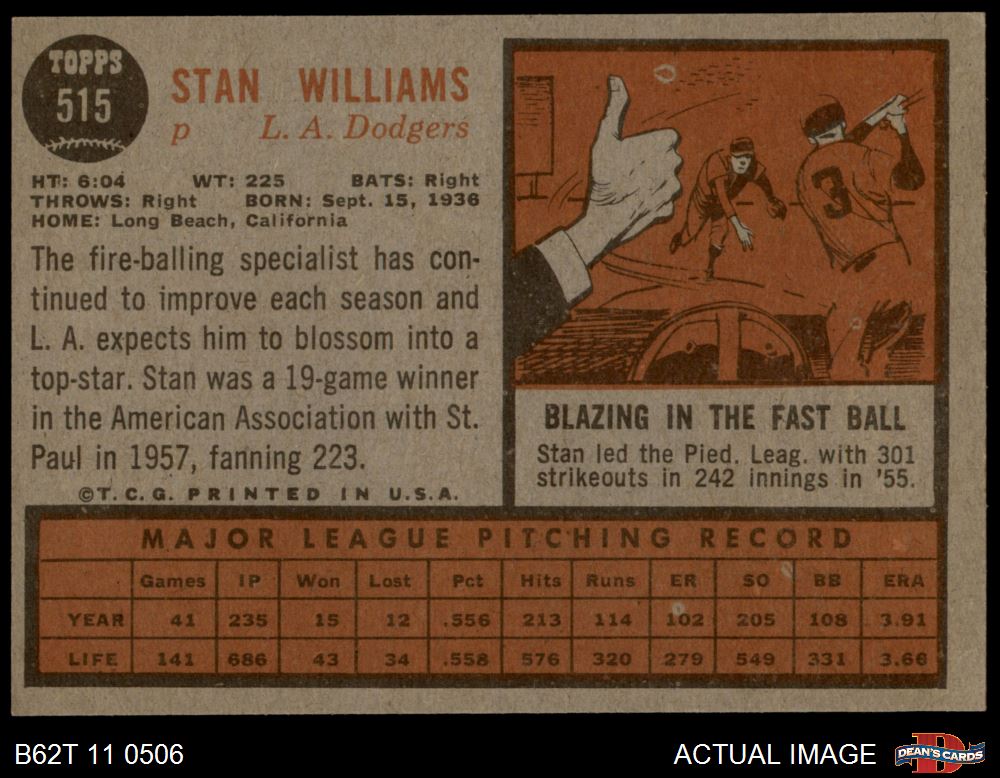 TOPPS
515
STAN WILLIAMS
p L. A. Dodgers
HT: 6:04 WT: 225 BATS: Right
THROWS: Right BORN: Sept. 15, 1936
HOME: Long Beach, California
The fire-balling specialist has con-
tinued to improve each season and
L. A. expects him to blossom into a
top-star. Stan was a 19-game winner
in the American Association with St.
Paul in 1957, fanning 223.
©T. C. G. PRINTED IN U.S.A.
3
BLAZING IN THE FAST BALL
Stan led the Pied. Leag. with 301
strikeouts in 242 innings in '55.
MAJOR LEAGUE PITCHING RECORD
Games IP Won Lost Pct Hits Runs ER SO BB ERA
YEAR 41 235 15 12 .556 213 114 102 205 108 3.91
LIFE 141 686 43 34 .558 576 320 279 549 331 3.66
B62T 11 0506
ACTUAL IMAGE
DEAN'S CARDS